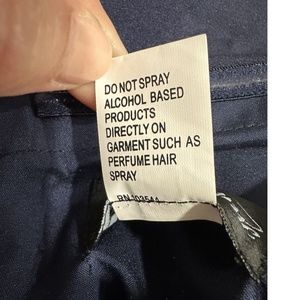 DO NOT SPRAY
ALCOHOL BASED
PRODUCTS
DIRECTLY ON
GARMENT SUCH AS
PERFUME HAIR
SPRAY